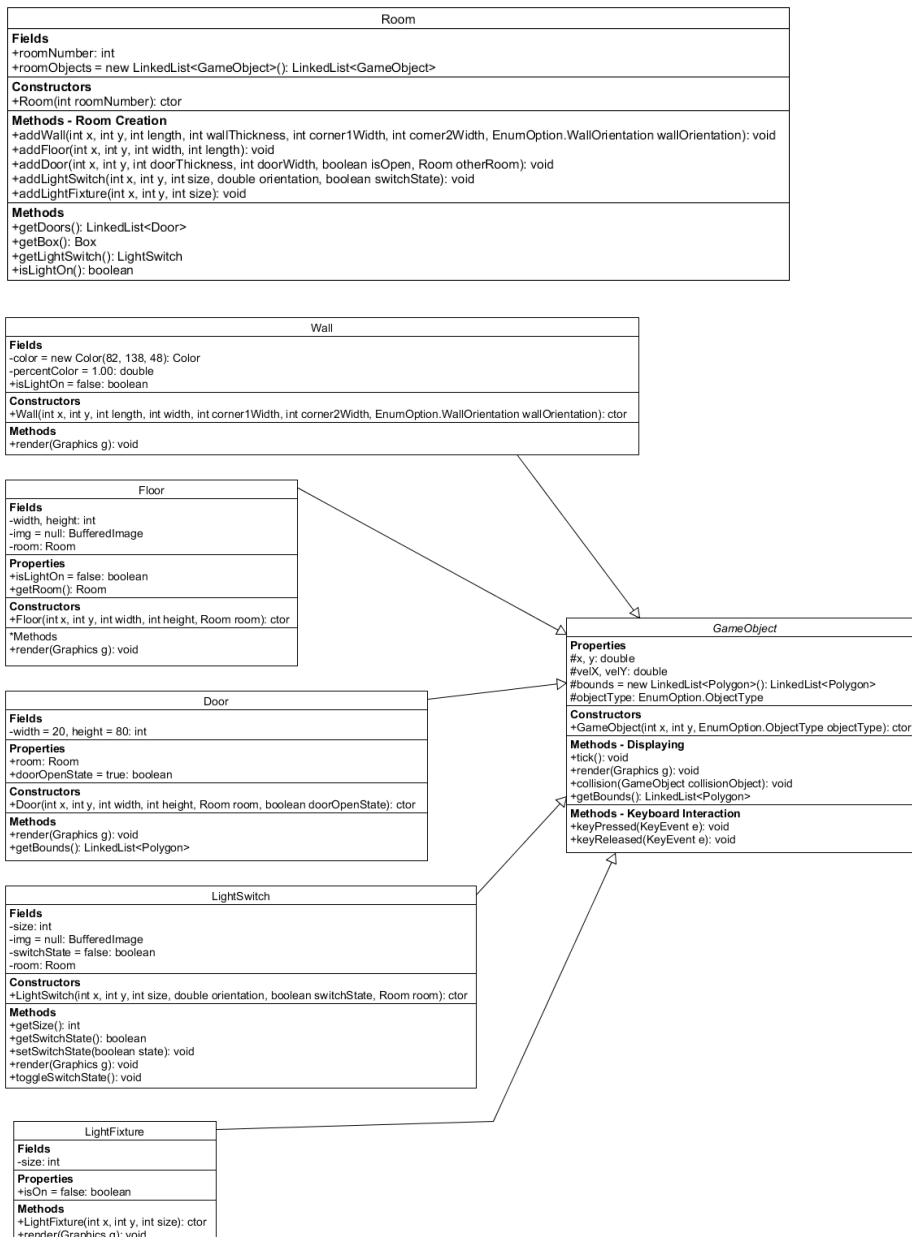 Room
Fields
+roomNumber: int
+roomObjects = new LinkedList<GameObject>(): LinkedList<GameObject>
Constructors
+Room(int roomNumber): ctor
Methods - Room Creation
+addWall(int x, int y, int length, int wallThickness, int corner1Width, int corner2Width, EnumOption.WallOrientation wallOrientation): void
+addFloor(int x, int y, int width, int length): void
+addDoor(int x, int y, int doorThickness, int doorWidth, boolean isOpen, Room otherRoom): void
+addLightSwitch(int x, int y, int size, double orientation, boolean switchState): void
+addLightFixture(int x, int y, int size): void
Methods
+getDoors(): LinkedList<Door>
+getBox(): Box
+getLightSwitch(): LightSwitch
+isLightOn(): boolean
Wall
Fields
-color = new Color(82, 138, 48): Color
-percentColor = 1.00: double
+isLightOn = false: boolean
Constructors
+Wall(int x, int y, int length, int width, int corner1Width, int corner2Width, EnumOption.WallOrientation wallOrientation): ctor
Methods
+render(Graphics g): void
Floor
Fields
-width, height: int
-img = null: BufferedImage
-room: Room
Properties
+isLightOn = false: boolean
+getRoom(): Room
Constructors
+Floor(int x, int y, int width, int height, Room room): ctor
*Methods
+render(Graphics g): void
GameObject
Properties
#x, y: double
#velX, velY: double
#bounds = new LinkedList<Polygon>(): LinkedList<Polygon>
#objectType: EnumOption.ObjectType
Constructors
+GameObject(int x, int y, EnumOption.ObjectType objectType): ctor
Methods - Displaying
+tick(): void
+render(Graphics g): void
+collision(GameObject collisionObject): void
+getBounds(): LinkedList<Polygon>
Methods - Keyboard Interaction
+keyPressed(KeyEvent e): void
+keyReleased(KeyEvent e): void
Door
Fields
-width = 20, height = 80: int
Properties
+room: Room
+doorOpenState = true: boolean
Constructors
+Door(int x, int y, int width, int height, Room room, boolean doorOpenState): ctor
Methods
+render(Graphics g): void
+getBounds(): LinkedList<Polygon>
LightSwitch
Fields
-size: int
-img = null: BufferedImage
-switchState = false: boolean
-room: Room
Constructors
+LightSwitch(int x, int y, int size, double orientation, boolean switchState, Room room): ctor
Methods
+getSize(): int
+getSwitchState(): boolean
+setSwitchState(boolean state): void
+render(Graphics g): void
+toggleSwitchState(): void
LightFixture
Fields
-size: int
Properties
+isOn = false: boolean
Methods
+LightFixture(int x, int y, int size): ctor
+render(Graphics g): void